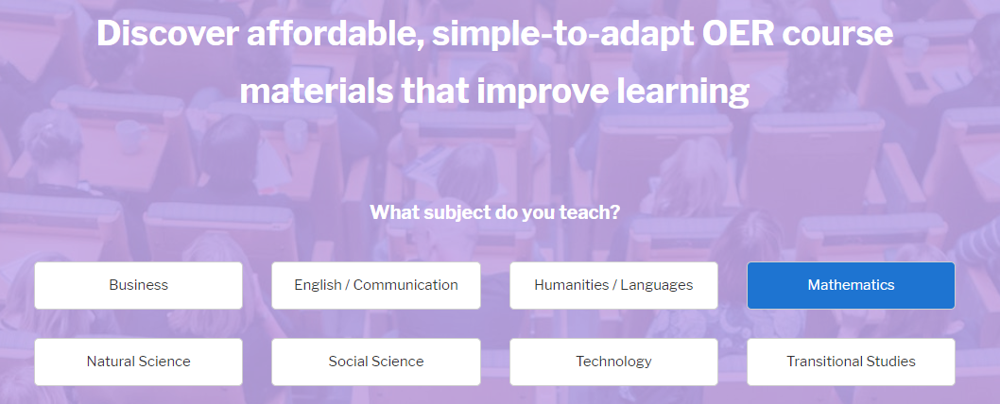 Discover affordable, simple-to-adapt OER course
materials that improve learning
What subject do you teach?
Business
English / Communication
Humanities / Languages
Mathematics
Natural Science
Social Science
Technology
Transitional Studies